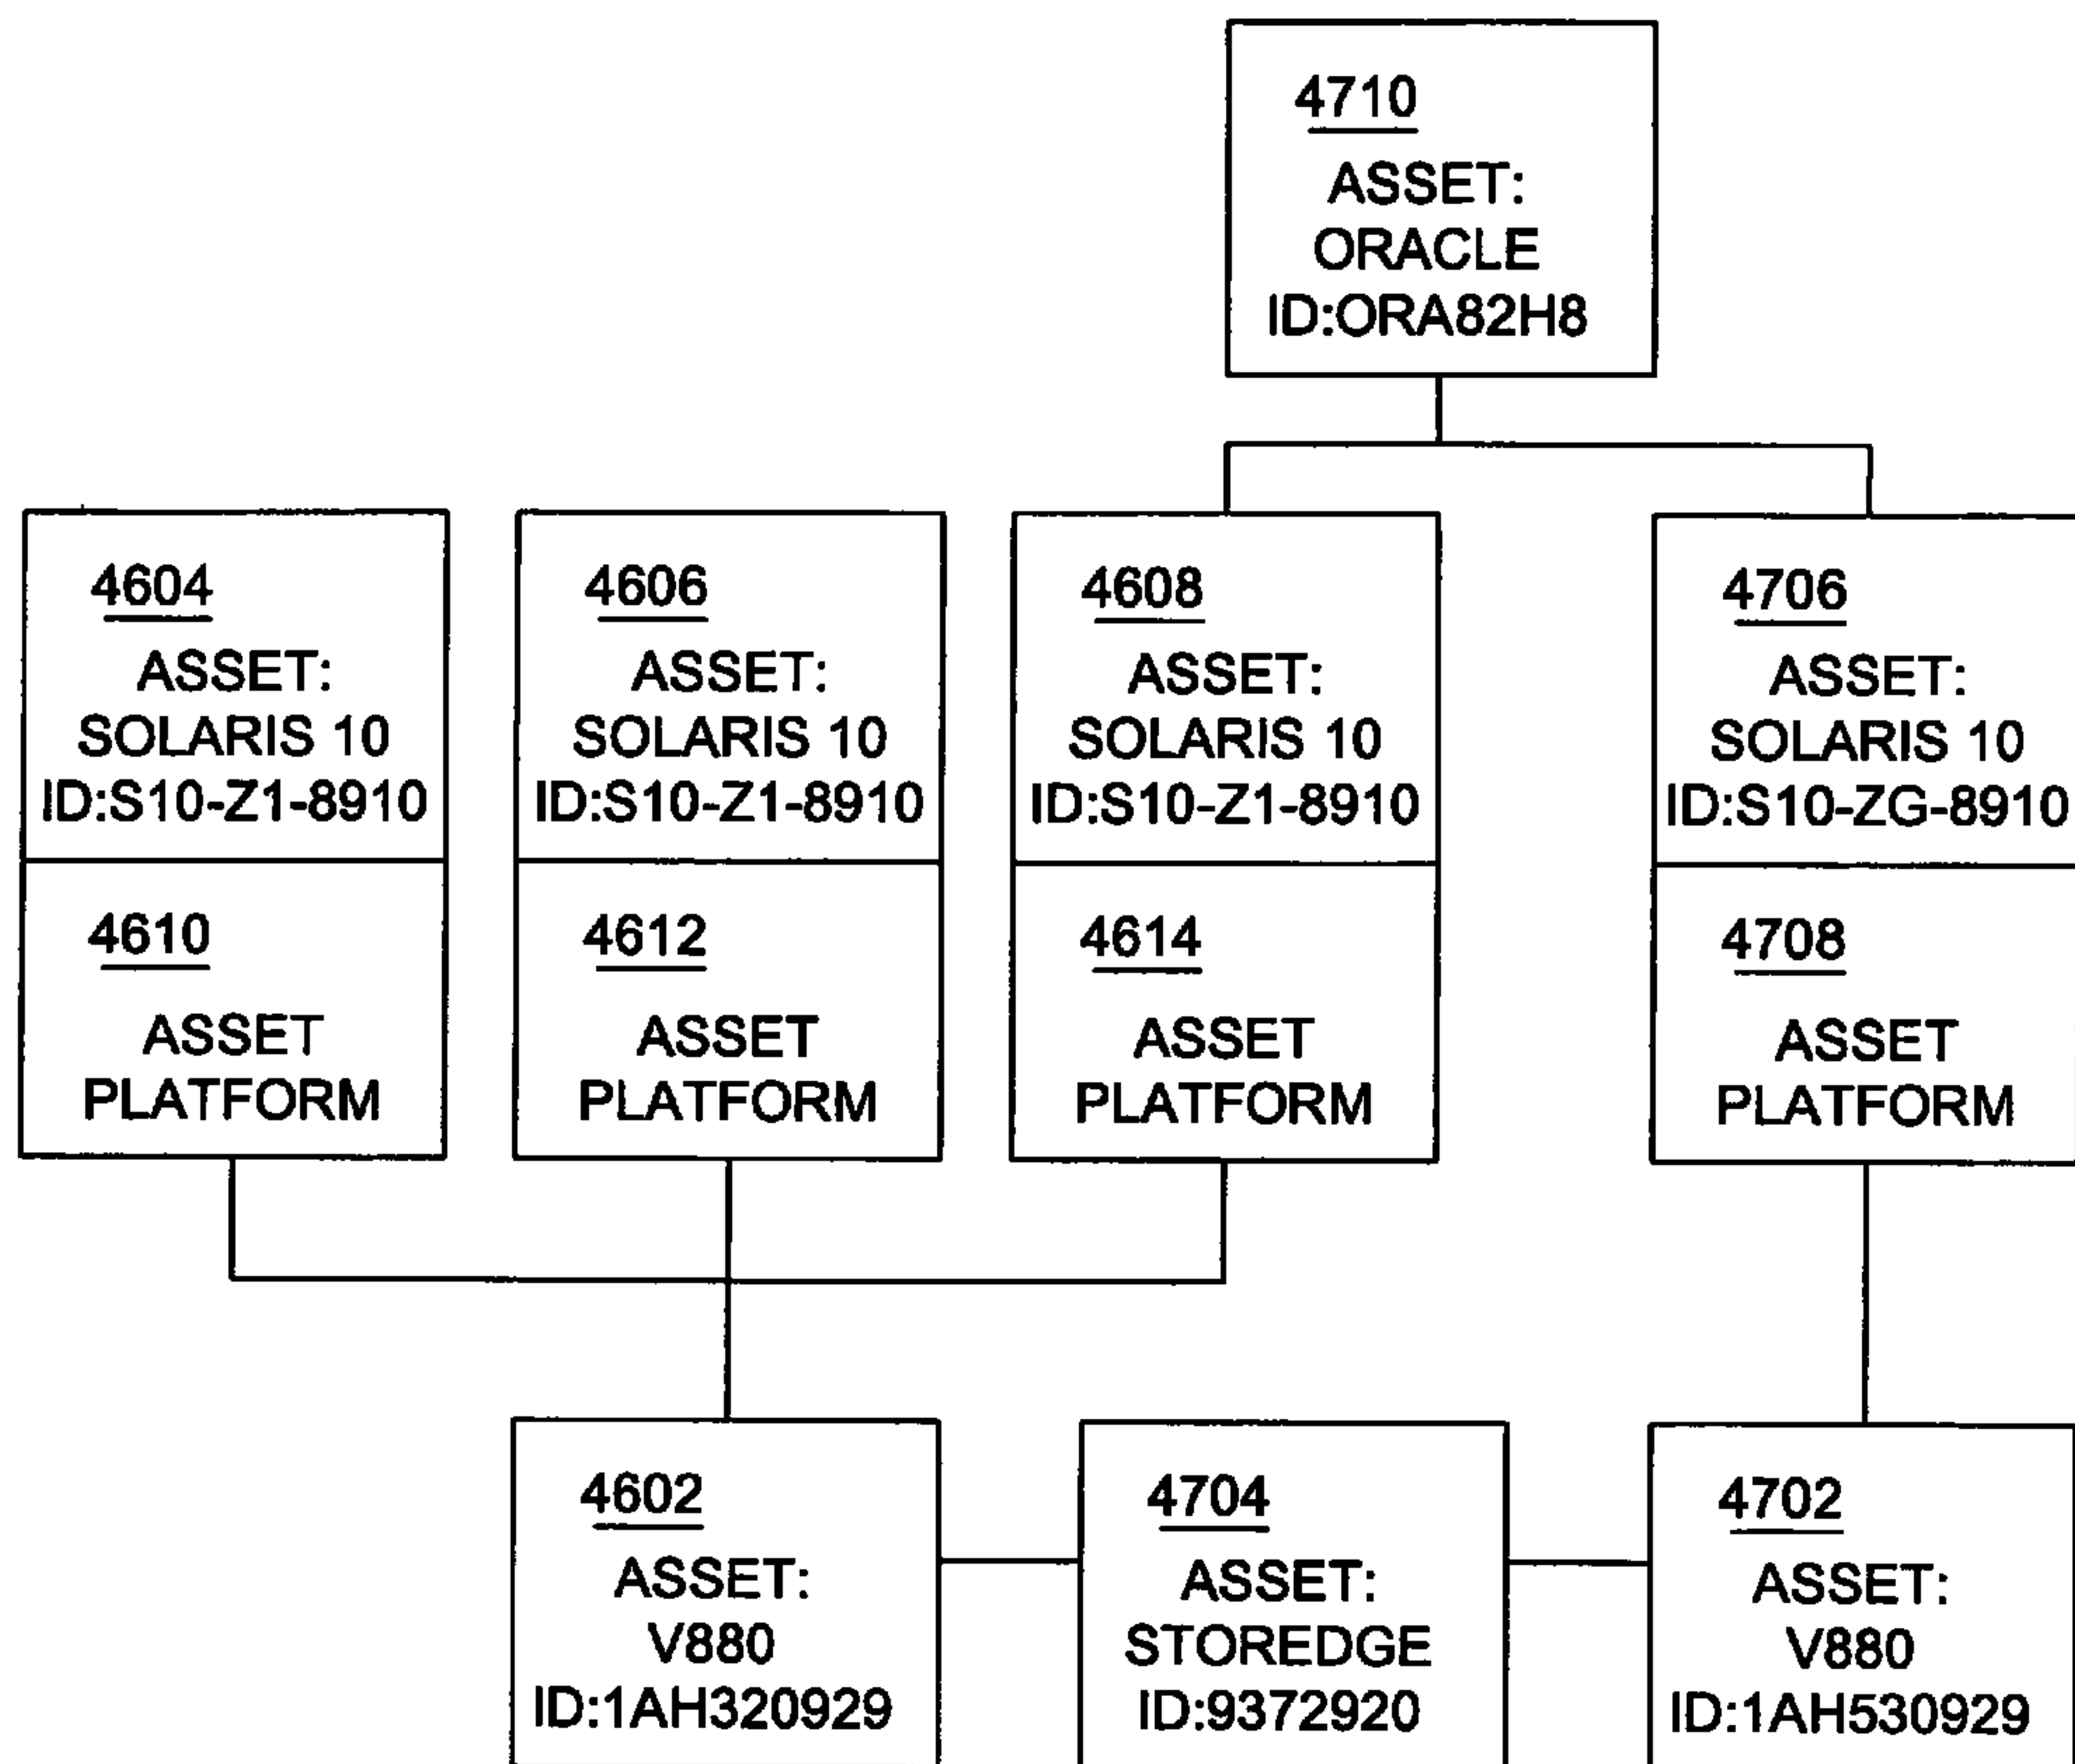 4710
ASSET:
ORACLE
ID:ORA82H8
4604
ASSET:
SOLARIS 10
ID:S10-Z1-8910
4610
ASSET
PLATFORM
4606
ASSET:
SOLARIS 10
ID:S10-Z1-8910
4612
ASSET
PLATFORM
4608
ASSET:
SOLARIS 10
ID:S10-Z1-8910
4614
ASSET
PLATFORM
4706
ASSET:
SOLARIS 10
ID:S10-ZG-8910
4708
ASSET
PLATFORM
4602
ASSET:
V880
ID:1AH320929
4704
ASSET:
STOREDGE
ID:9372920
4702
ASSET:
V880
ID:1AH530929